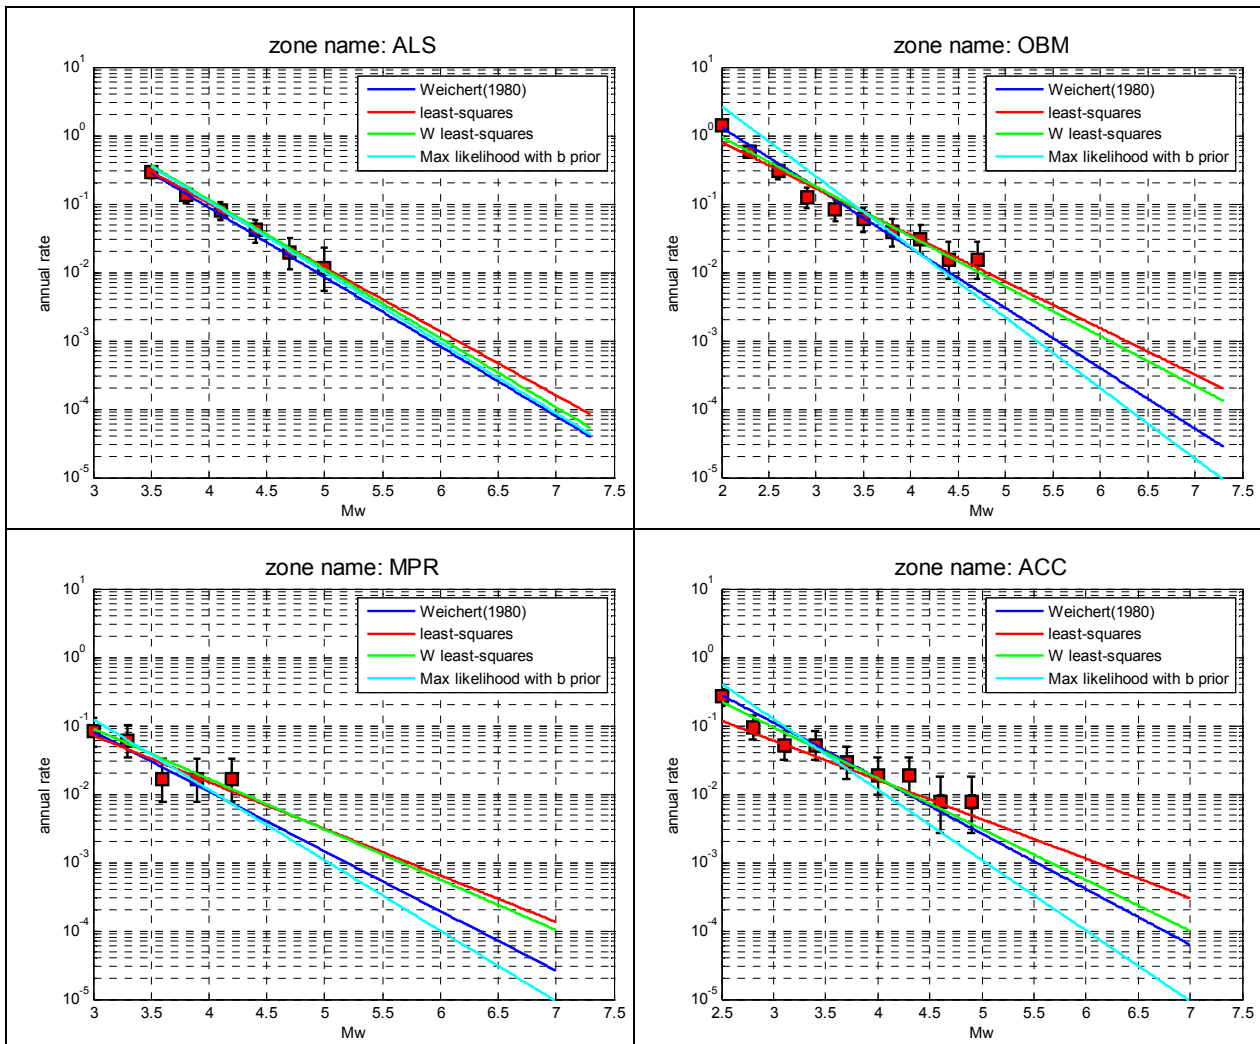 zone name: ALS
Weichert(1980)
least-squares
W least-squares
Max likelihood with b prior
annual rate
10^1
10^0
10^-1
10^-2
10^-3
10^-4
10^-5
3 3.5 4 4.5 5 5.5 6 6.5 7 7.5
Mw
zone name: OBM
Weichert(1980)
least-squares
W least-squares
Max likelihood with b prior
annual rate
10^1
10^0
10^-1
10^-2
10^-3
10^-4
10^-5
2 2.5 3 3.5 4 4.5 5 5.5 6 6.5 7 7.5
Mw
zone name: MPR
Weichert(1980)
least-squares
W least-squares
Max likelihood with b prior
annual rate
10^1
10^0
10^-1
10^-2
10^-3
10^-4
10^-5
3 3.5 4 4.5 5 5.5 6 6.5 7 7.5
Mw
zone name: ACC
Weichert(1980)
least-squares
W least-squares
Max likelihood with b prior
annual rate
10^1
10^0
10^-1
10^-2
10^-3
10^-4
10^-5
2.5 3 3.5 4 4.5 5 5.5 6 6.5 7 7.5
Mw